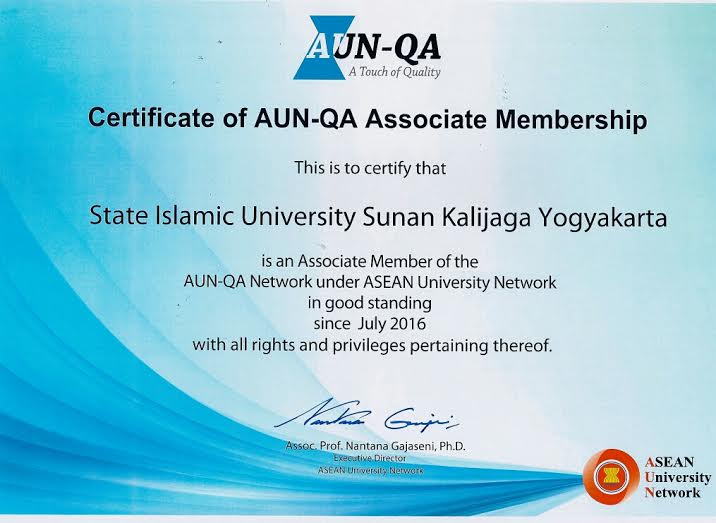 AUN-QA
A Touch of Quality
Certificate of AUN-QA Associate Membership
This is to certify that
State Islamic University Sunan Kalijaga Yogyakarta
is an Associate Member of the
AUN-QA Network under ASEAN University Network
in good standing
since July 2016
with all rights and privileges pertaining thereof.
Assoc. Prof. Nantana Gajaseni, Ph.D.
Executive Director
ASEAN University Network
ASEAN
University
Network